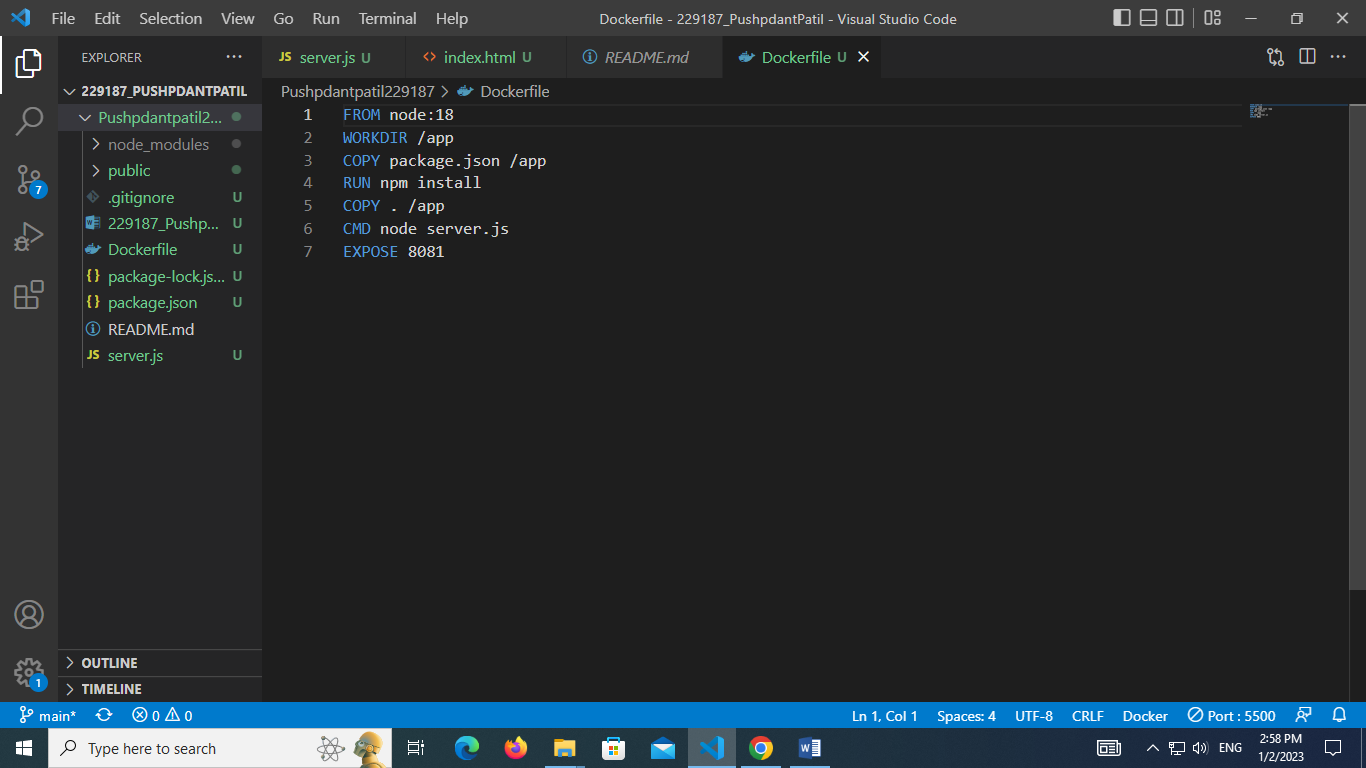 File Edit Selection View Go Run Terminal Help Dockerfile - 229187_PushpdantPatil - Visual Studio Code
EXPLORER ···
JS server.js U
<> index.html U
README.md
Dockerfile U
229187_PUSHPDANTPATIL
Pushpdantpatil229187 > Dockerfile
Pushpdantpatil2...
node_modules
public
.gitignore U
229187_Pushp... U
Dockerfile U
{} package-lock.js... U
{} package.json U
README.md
JS server.js U
1 FROM node:18
2 WORKDIR /app
3 COPY package.json /app
4 RUN npm install
5 COPY . /app
6 CMD node server.js
7 EXPOSE 8081
7
1
OUTLINE
TIMELINE
main* 0 0 Ln 1, Col 1 Spaces: 4 UTF-8 CRLF Docker Port : 5500
Type here to search
W
ENG
2:58 PM
1/2/2023